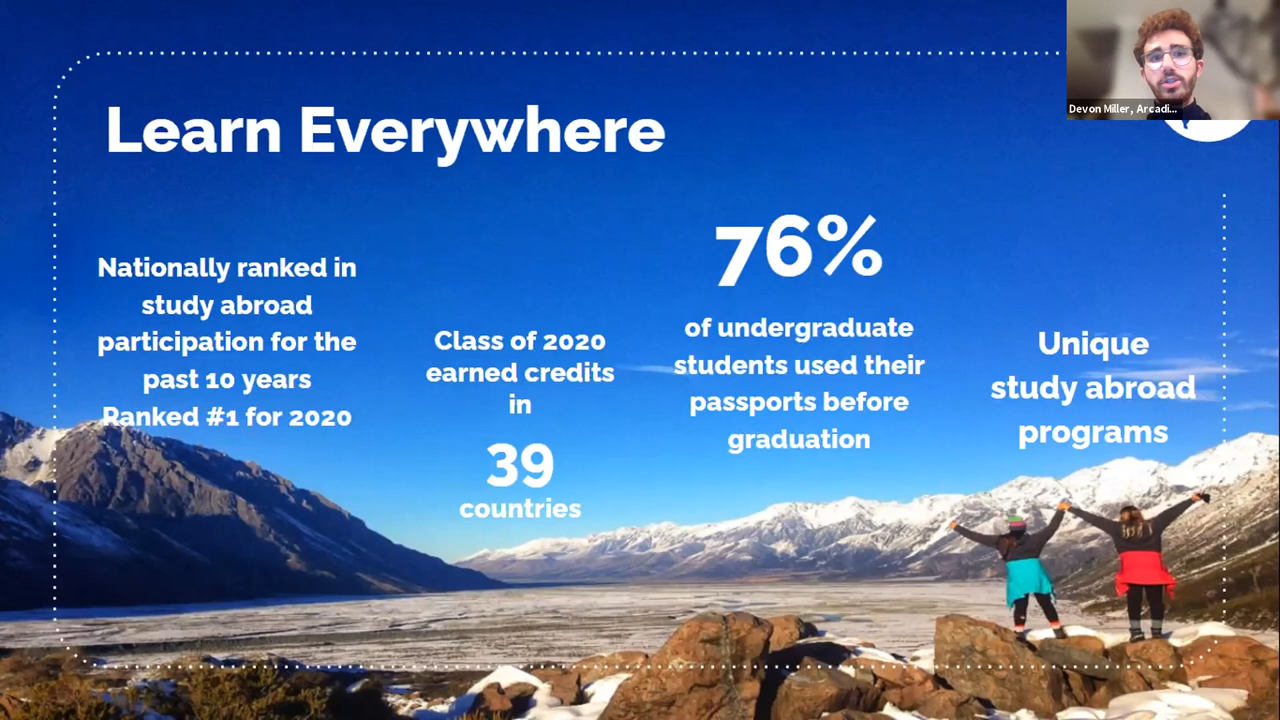 Devon Miller, Arcadi...
Learn Everywhere
Nationally ranked in
study abroad
participation for the
past 10 years
Ranked #1 for 2020
Class of 2020
earned credits
in
39
countries
76%
of undergraduate
students used their
passports before
graduation
Unique
study abroad
programs